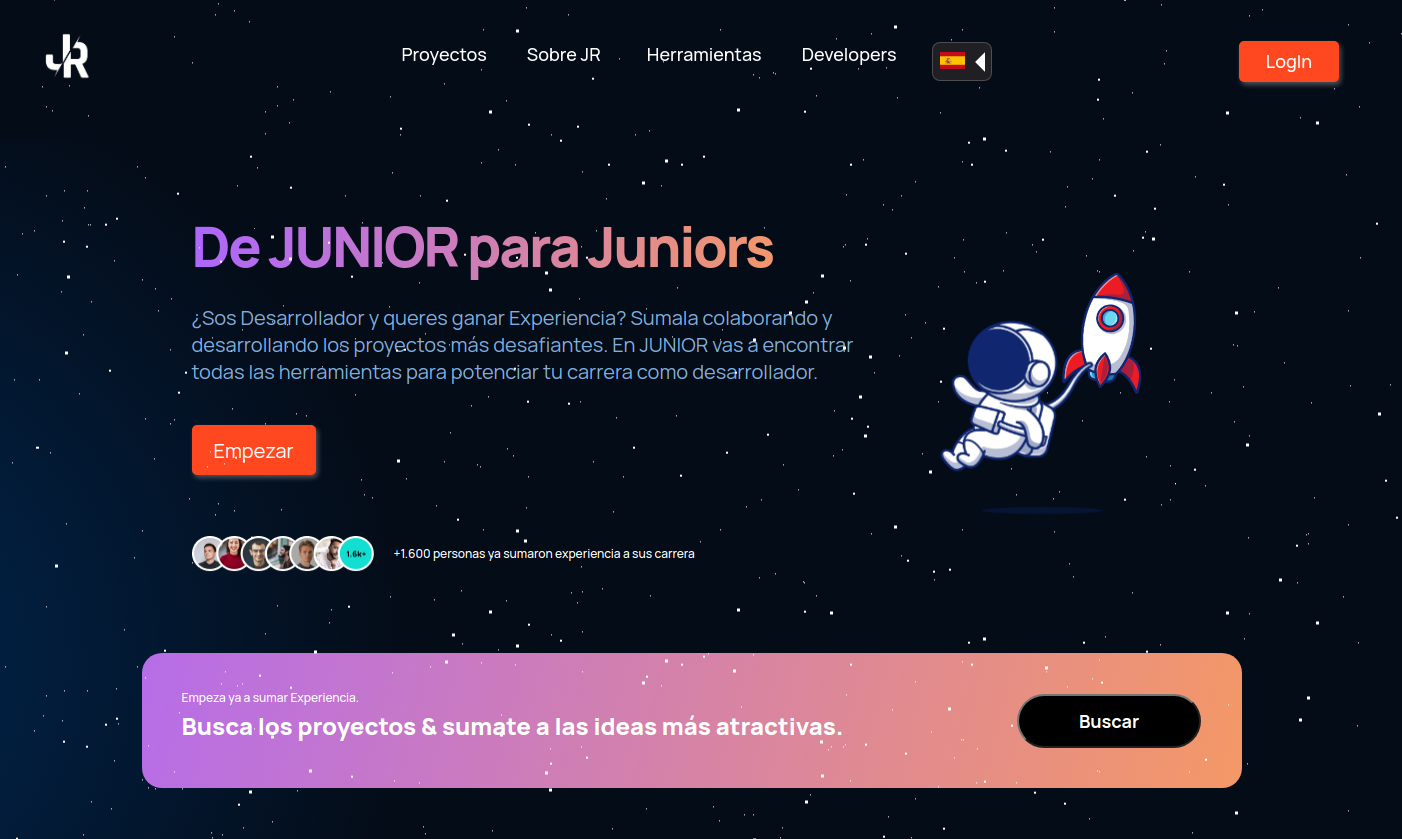 JR
Proyectos
Sobre JR
Herramientas
Developers
LogIn
De JUNIOR para Juniors
¿Sos Desarrollador y queres ganar Experiencia? Sumala colaborando y
desarrollando los proyectos más desafiantes. En JUNIOR vas a encontrar
todas las herramientas para potenciar tu carrera como desarrollador.
Empezar
1.6k+
+1.600 personas ya sumaron experiencia a sus carrera
Empeza ya a sumar Experiencia.
Busca los proyectos & sumate a las ideas más atractivas.
Buscar